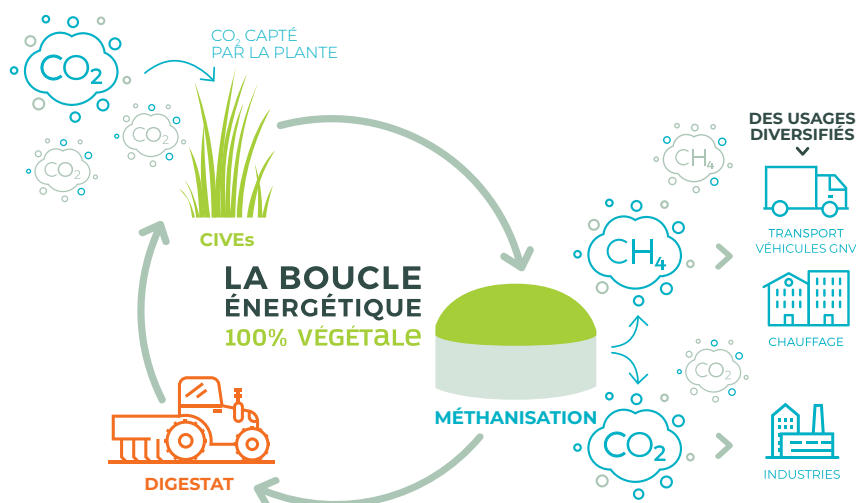 CO₂ CAPTÉ
PAR LA PLANTE
CO₂
CO₂
CO₂
CIVEs
LA BOUCLE
ÉNERGÉTIQUE
100% VÉGÉTALE
MÉTHANISATION
DIGESTAT
CH₄
CH₄
CO₂
CO₂
DES USAGES
DIVERSIFIÉS
TRANSPORT
VÉHICULES GNV
CHAUFFAGE
INDUSTRIES